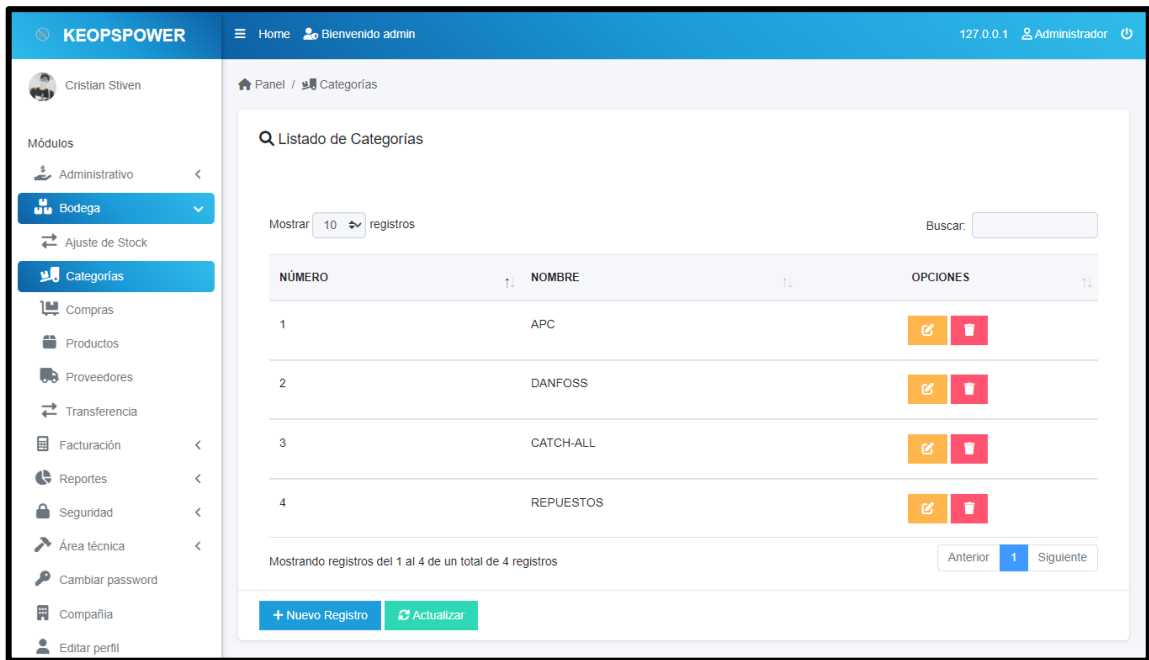 KEOPSPOWER
Home Bienvenido admin
127.0.0.1 Administrador
Cristian Stiven
Módulos
Administrativo
Bodega
Ajuste de Stock
Categorías
Compras
Productos
Proveedores
Transferencia
Facturación
Reportes
Seguridad
Área técnica
Cambiar password
Compañia
Editar perfil
Panel / Categorías
Listado de Categorías
Mostrar 10 registros
Buscar:
NÚMERO NOMBRE OPCIONES
1 APC
2 DANFOSS
3 CATCH-ALL
4 REPUESTOS
Mostrando registros del 1 al 4 de un total de 4 registros
Anterior 1 Siguiente
+ Nuevo Registro Actualizar